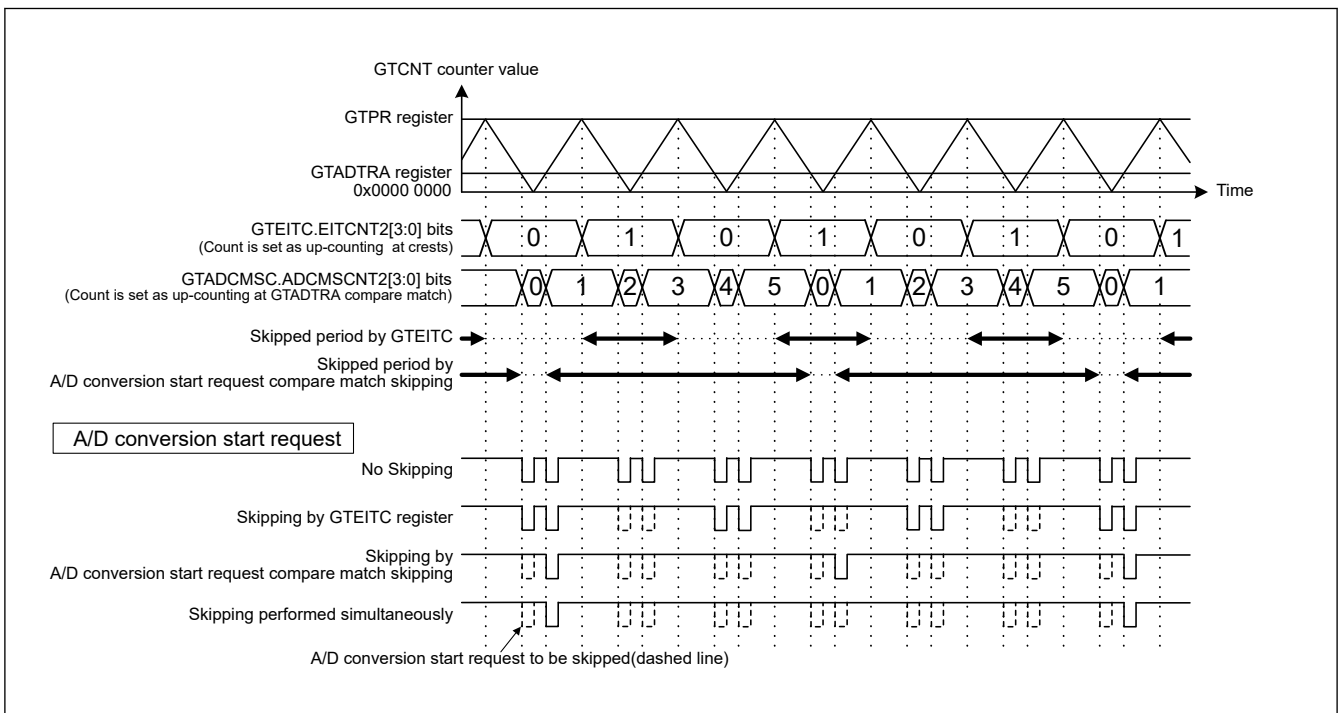 GTCNT counter value
GTPR register
GTADTRA register
0x0000 0000
Time
GTEITC.EITCNT2[3:0] bits
(Count is set as up-counting at crests)
0 1 0 1 0 1 0 1
GTADCMSC.ADCMSCNT2[3:0] bits
(Count is set as up-counting at GTADTRA compare match)
0 1 2 3 4 5 0 1 2 3 4 5 0 1
Skipped period by GTEITC
Skipped period by
A/D conversion start request compare match skipping
A/D conversion start request
No Skipping
Skipping by GTEITC register
Skipping by
A/D conversion start request compare match skipping
Skipping performed simultaneously
A/D conversion start request to be skipped(dashed line)